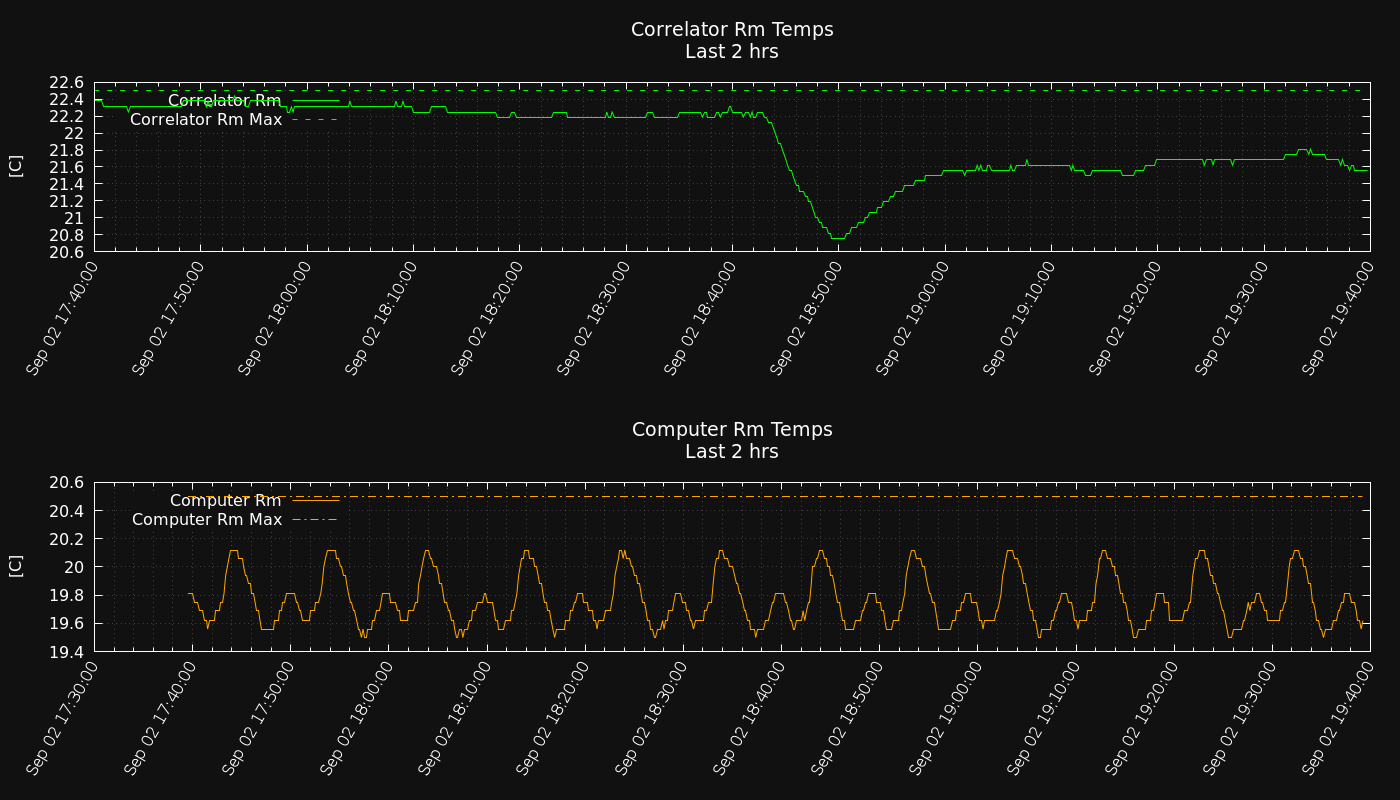 Correlator Rm Temps
Last 2 hrs
22.6
22.4
22.2
22
21.8
21.6
21.4
21.2
21
20.8
20.6
[C]
Correlator Rm
Correlator Rm Max
Sep 02 17:40:00
Sep 02 17:50:00
Sep 02 18:00:00
Sep 02 18:10:00
Sep 02 18:20:00
Sep 02 18:30:00
Sep 02 18:40:00
Sep 02 18:50:00
Sep 02 19:00:00
Sep 02 19:10:00
Sep 02 19:20:00
Sep 02 19:30:00
Sep 02 19:40:00
Computer Rm Temps
Last 2 hrs
20.6
20.4
20.2
20
19.8
19.6
19.4
[C]
Computer Rm
Computer Rm Max
Sep 02 17:30:00
Sep 02 17:40:00
Sep 02 17:50:00
Sep 02 18:00:00
Sep 02 18:10:00
Sep 02 18:20:00
Sep 02 18:30:00
Sep 02 18:40:00
Sep 02 18:50:00
Sep 02 19:00:00
Sep 02 19:10:00
Sep 02 19:20:00
Sep 02 19:30:00
Sep 02 19:40:00